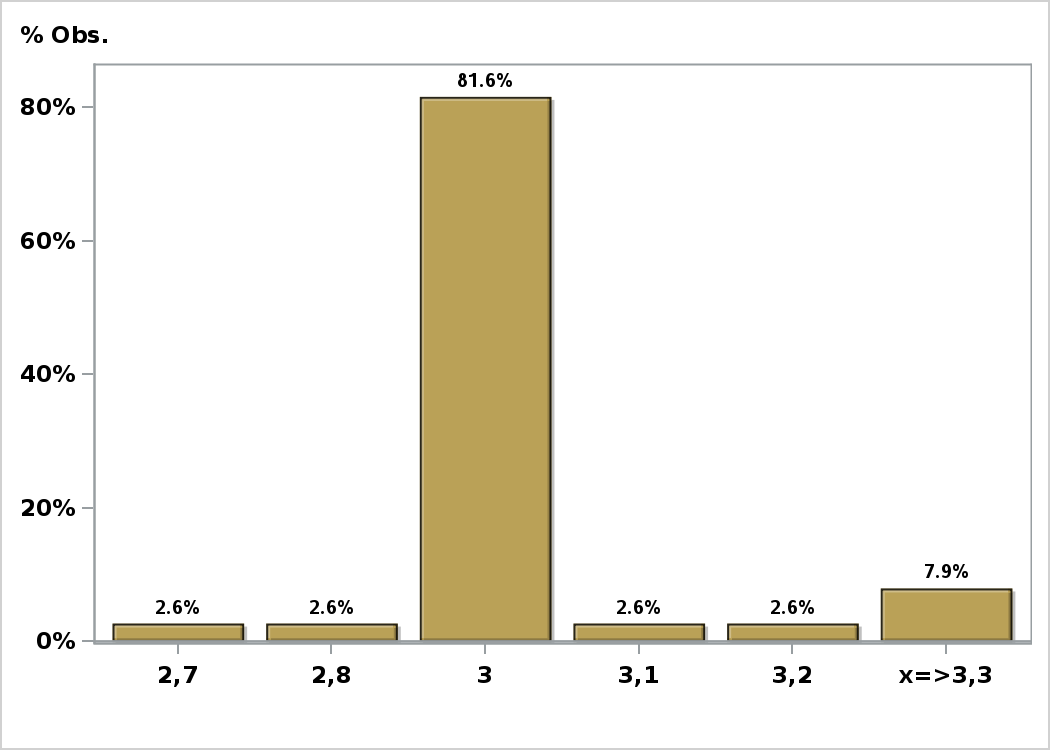 % Obs.
81.6%
80%
60%
40%
20%
7.9%
2.6% 2.6% 2.6% 2.6%
0%
2,7 2,8 3 3,1 3,2 x=>3,3